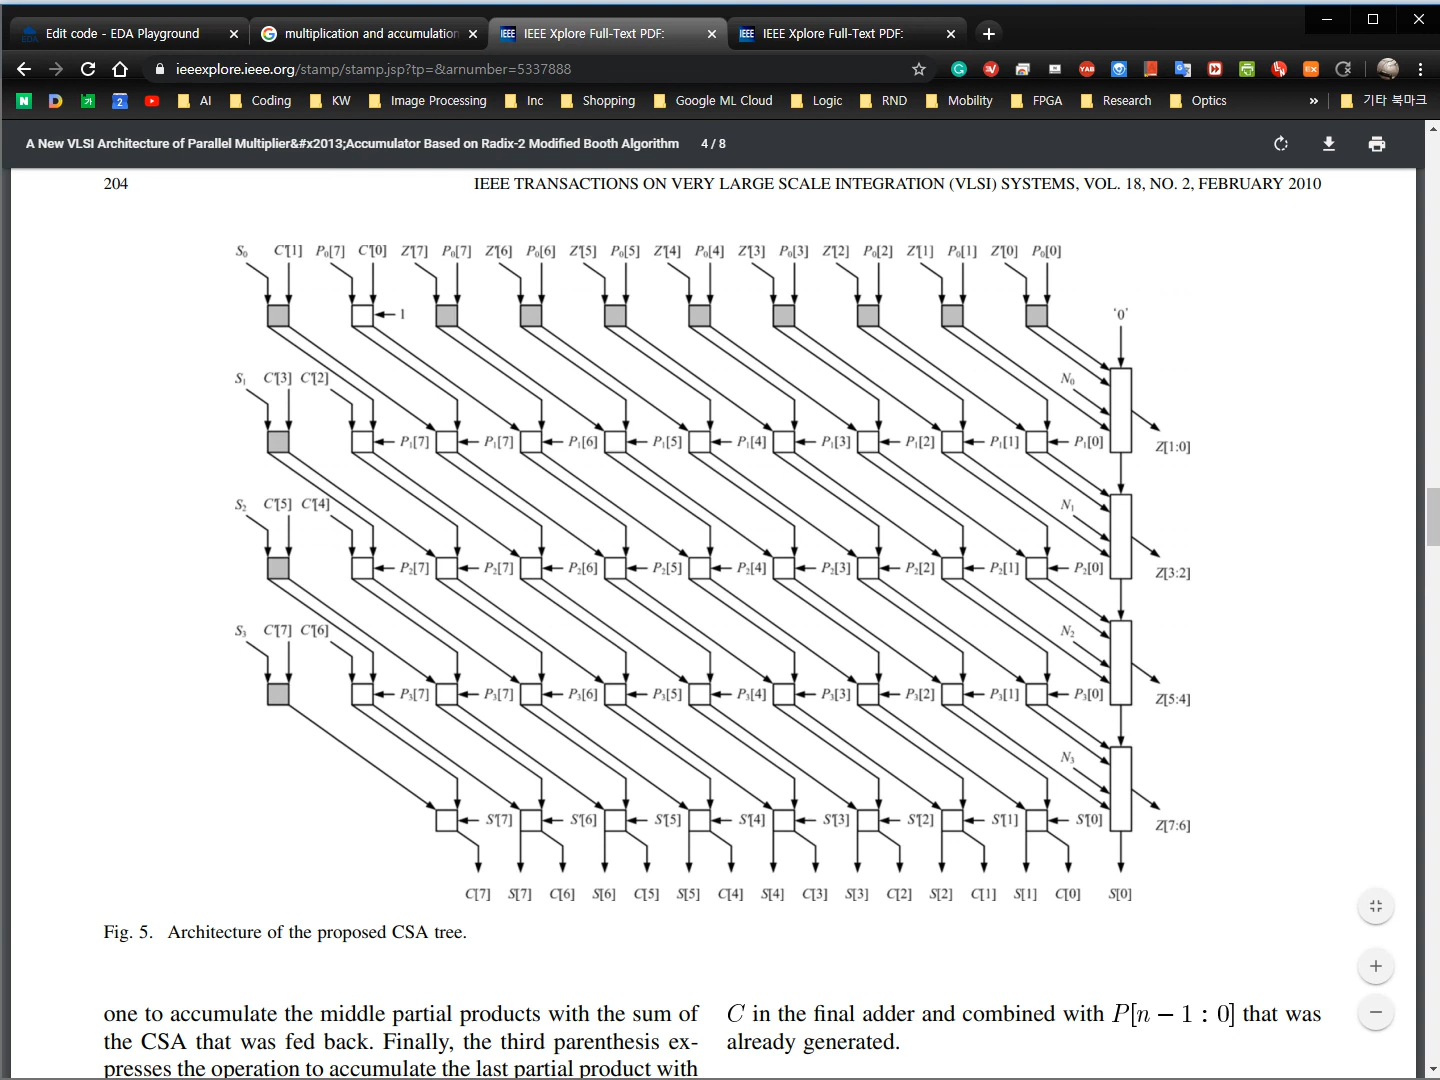 Edit code - EDA Playground
multiplication and accumulation
IEEE Xplore Full-Text PDF:
IEEE Xplore Full-Text PDF:
ieeexplore.ieee.org/stamp/stamp.jsp?tp=&arnumber=5337888
AI Coding KW Image Processing Inc Shopping Google ML Cloud Logic RND Mobility FPGA Research Optics » 기타 북마크
A New VLSI Architecture of Parallel Multiplier&#x2013;Accumulator Based on Radix-2 Modified Booth Algorithm 4 / 8
204 IEEE TRANSACTIONS ON VERY LARGE SCALE INTEGRATION (VLSI) SYSTEMS, VOL. 18, NO. 2, FEBRUARY 2010
S₀ C'[1] P₀[7] C'[0] Z'[7] P₀[7] Z'[6] P₀[6] Z'[5] P₀[5] Z'[4] P₀[4] Z'[3] P₀[3] Z'[2] P₀[2] Z'[1] P₀[1] Z'[0] P₀[0]
1 '0'
S₁ C'[3] C'[2] N₀
P₁[7] P₁[7] P₁[6] P₁[5] P₁[4] P₁[3] P₁[2] P₁[1] P₁[0] Z[1:0]
S₂ C'[5] C'[4] N₁
P₂[7] P₂[7] P₂[6] P₂[5] P₂[4] P₂[3] P₂[2] P₂[1] P₂[0] Z[3:2]
S₃ C'[7] C'[6] N₂
P₃[7] P₃[7] P₃[6] P₃[5] P₃[4] P₃[3] P₃[2] P₃[1] P₃[0] Z[5:4]
N₃
S'[7] S'[6] S'[5] S'[4] S'[3] S'[2] S'[1] S'[0] Z[7:6]
C[7] S[7] C[6] S[6] C[5] S[5] C[4] S[4] C[3] S[3] C[2] S[2] C[1] S[1] C[0] S[0]
Fig. 5. Architecture of the proposed CSA tree.
one to accumulate the middle partial products with the sum of
the CSA that was fed back. Finally, the third parenthesis ex-
presses the operation to accumulate the last partial product with
C in the final adder and combined with P[n − 1 : 0] that was
already generated.